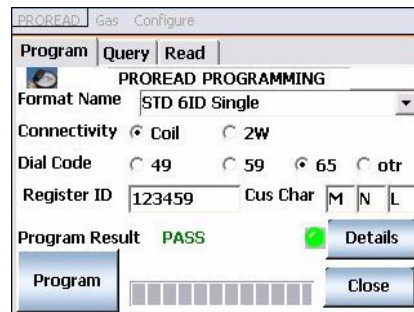 PROREAD Gas Configure
Program Query Read
PROREAD PROGRAMMING
Format Name STD 6ID Single
Connectivity Coil 2W
Dial Code 49 59 65 otr
Register ID 123459 Cus Char M N L
Program Result PASS Details
Program Close